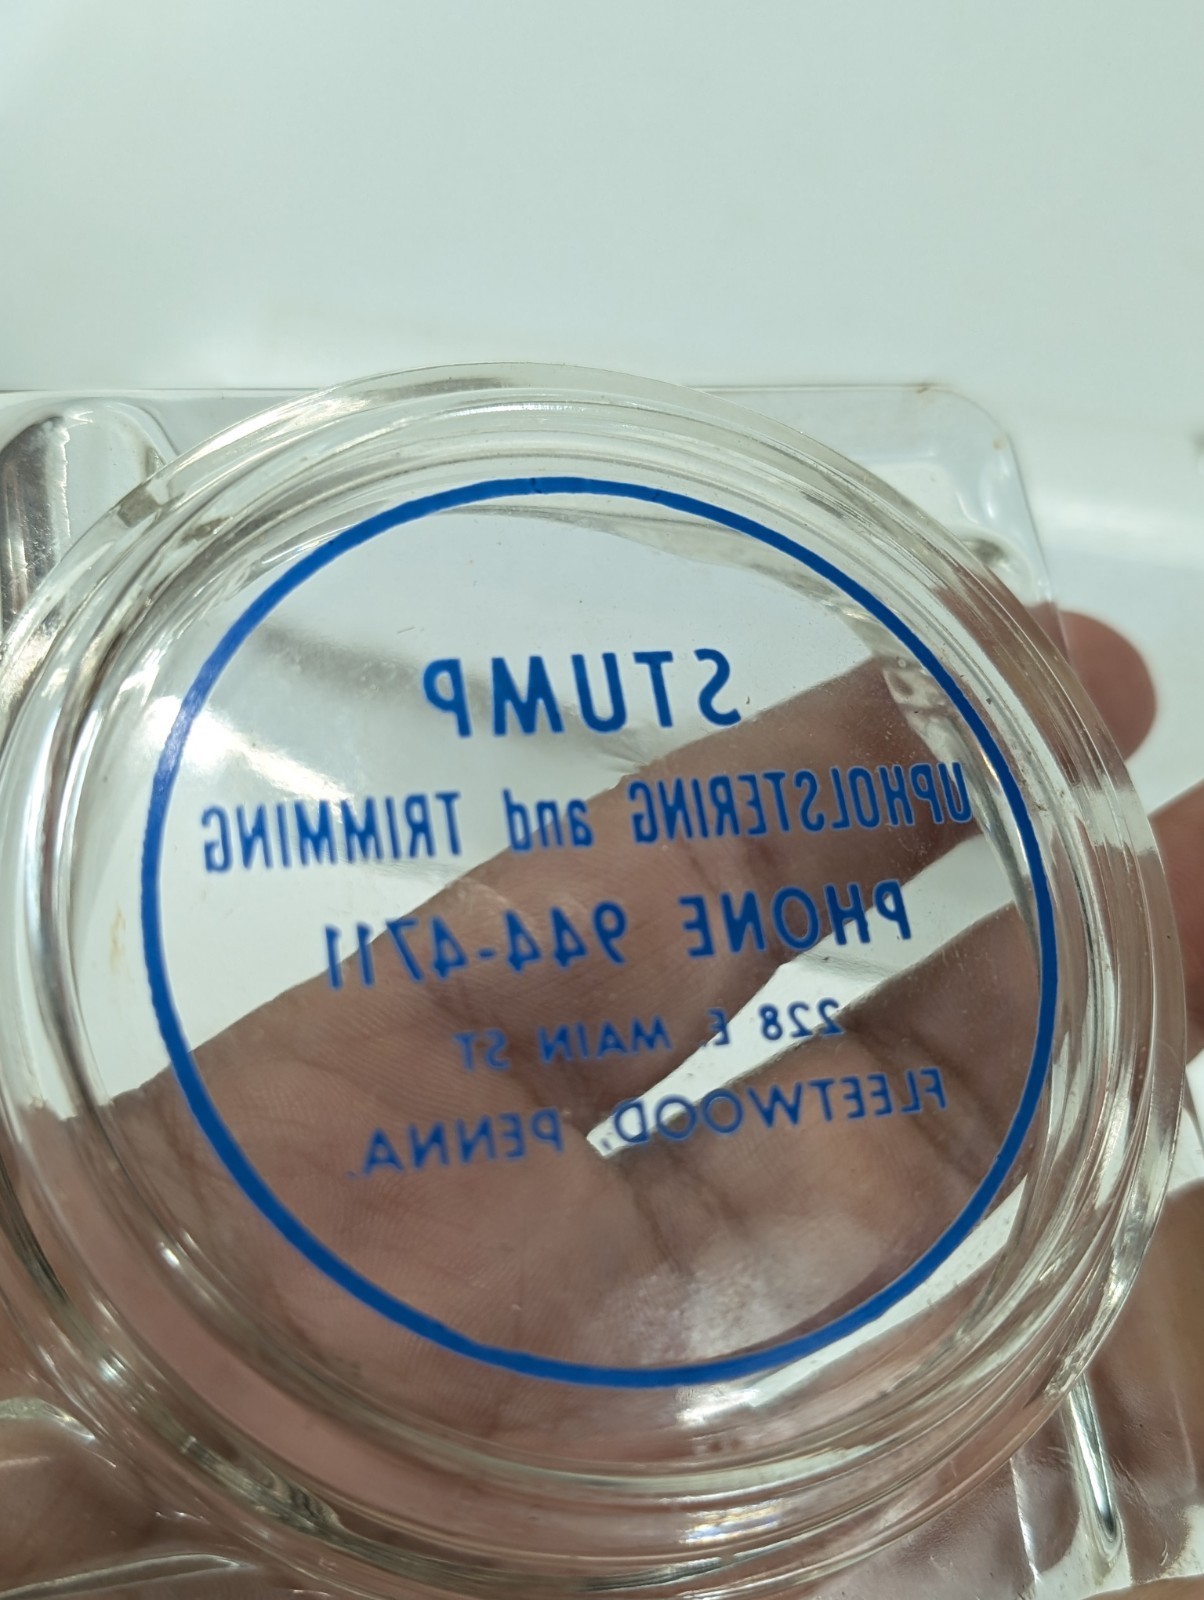 STUMP
UPHOLSTERING and TRIMMING
PHONE 944-4711
228 E. MAIN ST
FLEETWOOD, PENNA.